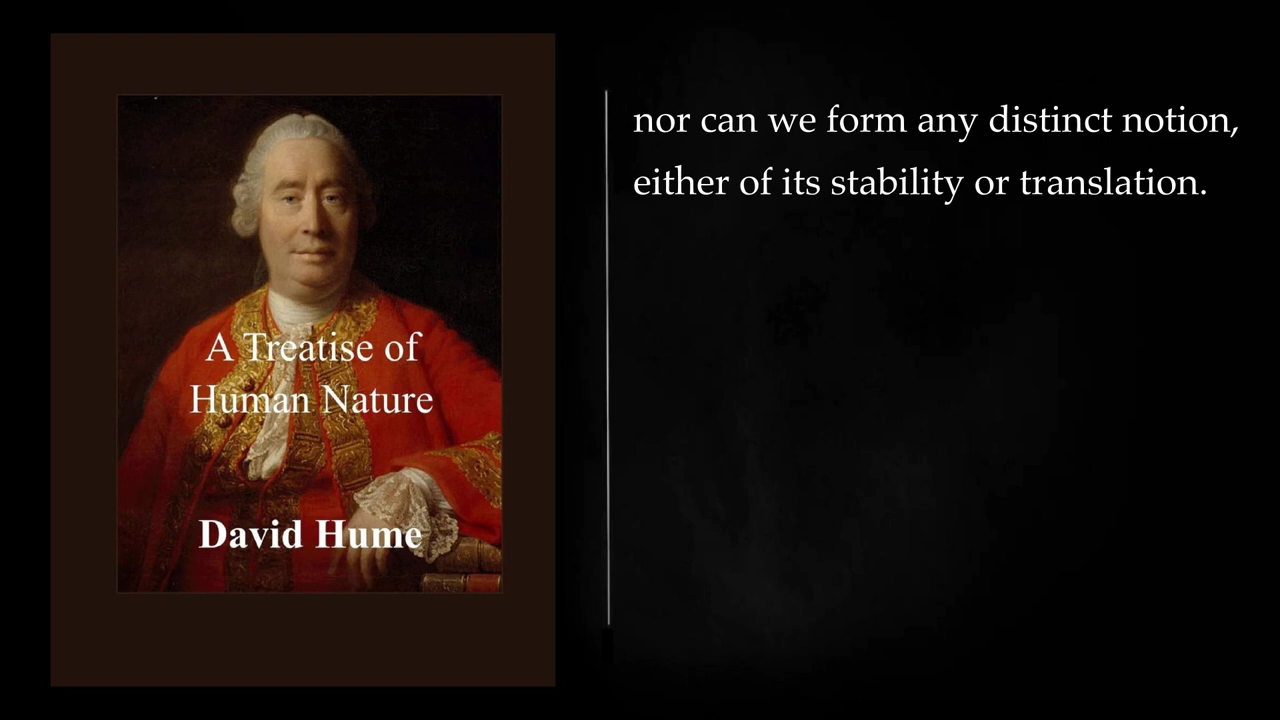 A Treatise of
Human Nature
David Hume
nor can we form any distinct notion,
either of its stability or translation.